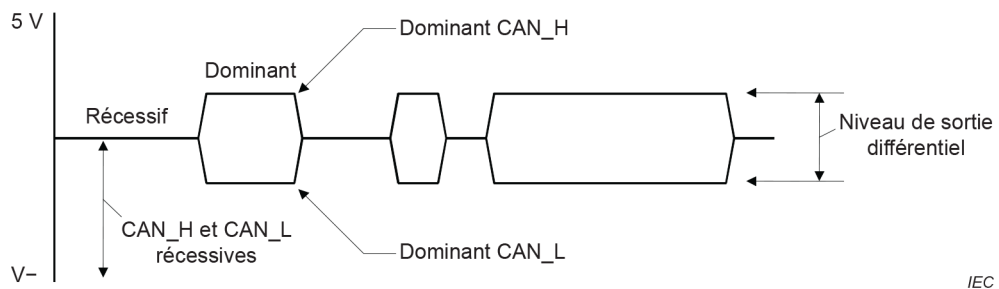 5 V
Dominant CAN_H
Dominant
Récessif
Niveau de sortie
différentiel
CAN_H et CAN_L
récessives
Dominant CAN_L
V–
IEC